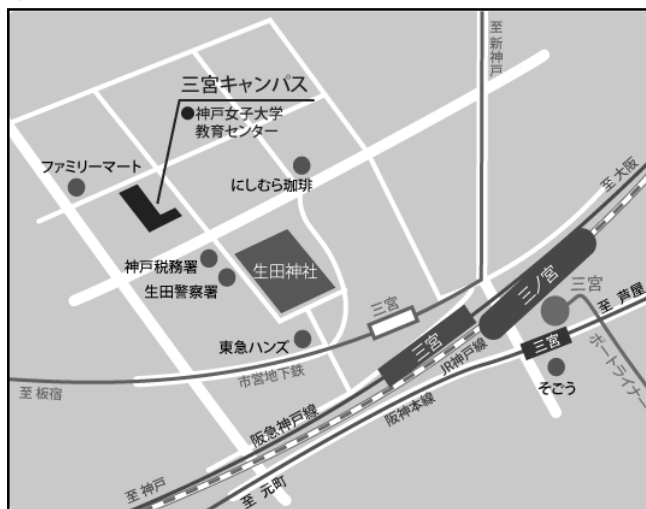 至新神戸
三宮キャンパス
神戸女子大学
教育センター
ファミリーマート
にしむら珈琲
至大阪
神戸税務署
生田警察署
生田神社
三宮
三ノ宮
三宮
至 芦屋
東急ハンズ
三宮
JR神戸線
三宮
ポートライナー
市営地下鉄
そごう
至 板宿
阪急神戸線
阪神本線
至 神戸
至 元町